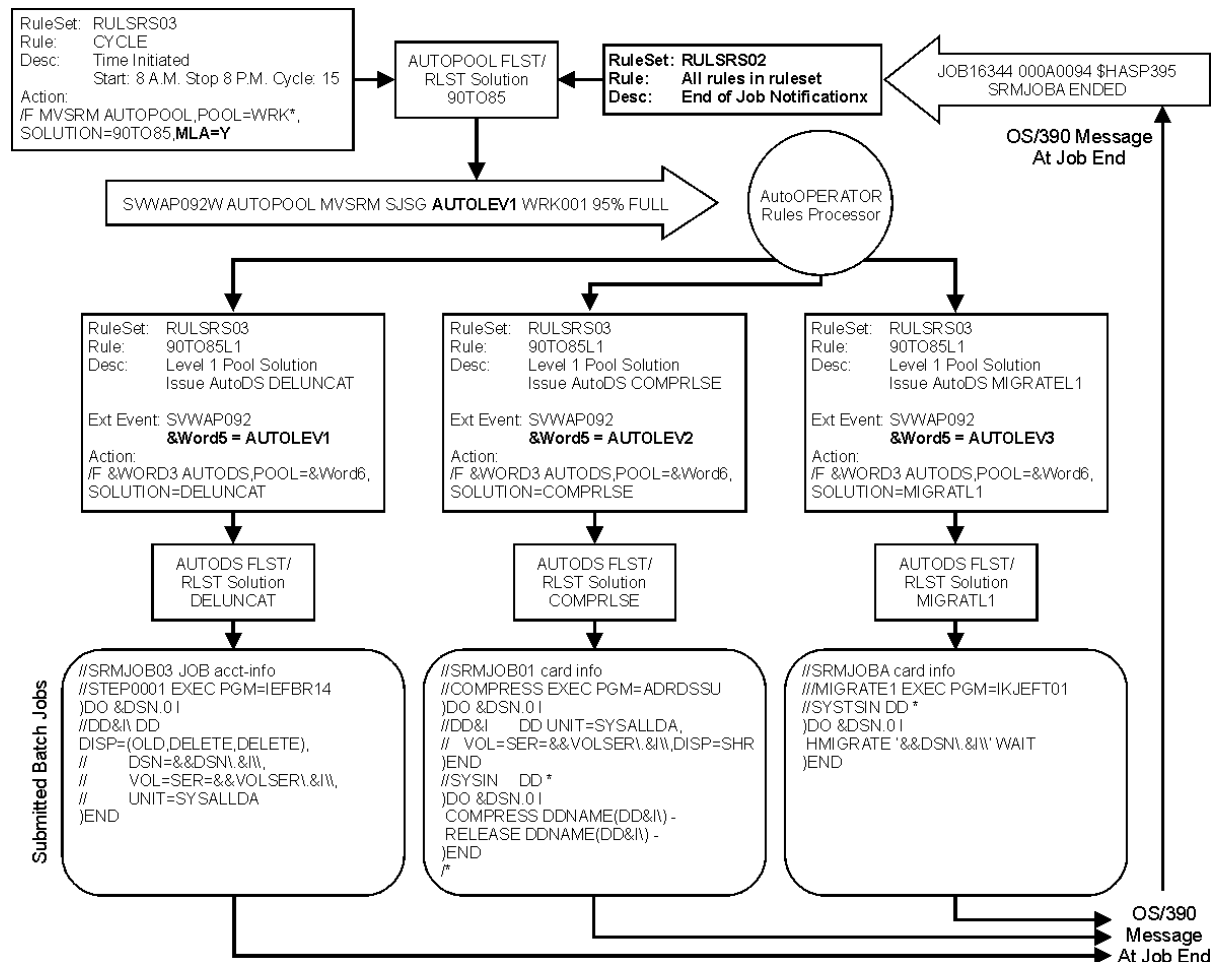 RuleSet: RULSRS03
Rule: CYCLE
Desc: Time Initiated
Start: 8 A.M. Stop 8 P.M. Cycle: 15
Action:
/F MVSRM AUTOPOOL,POOL=WRK*,
SOLUTION=90TO85,MLA=Y
AUTOPOOL FLST/
RLST Solution
90TO85
RuleSet: RULSRS02
Rule: All rules in ruleset
Desc: End of Job Notificationx
JOB16344 000A0094 $HASP395
SRMJOBA ENDED
OS/390 Message
At Job End
SVWAP092W AUTOPOOL MVSRM SJSG AUTOLEV1 WRK001 95% FULL
AutoOPERATOR
Rules Processor
RuleSet: RULSRS03
Rule: 90TO85L1
Desc: Level 1 Pool Solution
Issue AutoDS DELUNCAT
Ext Event: SVWAP092
&Word5 = AUTOLEV1
Action:
/F &WORD3 AUTODS,POOL=&Word6,
SOLUTION=DELUNCAT
RuleSet: RULSRS03
Rule: 90TO85L1
Desc: Level 1 Pool Solution
Issue AutoDS COMPRLSE
Ext Event: SVWAP092
&Word5 = AUTOLEV2
Action:
/F &WORD3 AUTODS,POOL=&Word6,
SOLUTION=COMPRLSE
RuleSet: RULSRS03
Rule: 90TO85L1
Desc: Level 1 Pool Solution
Issue AutoDS MIGRATEL1
Ext Event: SVWAP092
&Word5 = AUTOLEV3
Action:
/F &WORD3 AUTODS,POOL=&Word6,
SOLUTION=MIGRATL1
AUTODS FLST/
RLST Solution
DELUNCAT
AUTODS FLST/
RLST Solution
COMPRLSE
AUTODS FLST/
RLST Solution
MIGRATL1
Submitted Batch Jobs
//SRMJOB03 JOB acct-info
//STEP0001 EXEC PGM=IEFBR14
)DO &DSN.0 I
//DD&I\ DD
DISP=(OLD,DELETE,DELETE),
// DSN=&&DSN\.&I\\,
// VOL=SER=&&VOLSER\.&I\\,
// UNIT=SYSALLDA
)END
//SRMJOB01 card info
//COMPRESS EXEC PGM=ADRDSSU
)DO &DSN.0 I
//DD&I DD UNIT=SYSALLDA,
// VOL=SER=&&VOLSER\.&I\\,DISP=SHR
)END
//SYSIN DD *
)DO &DSN.0 I
COMPRESS DDNAME(DD&I\) -
RELEASE DDNAME(DD&I\) -
)END
/*
//SRMJOBA card info
///MIGRATE1 EXEC PGM=IKJEFT01
//SYSTSIN DD *
)DO &DSN.0 I
HMIGRATE '&&DSN\.&I\\' WAIT
)END
OS/390
Message
At Job End